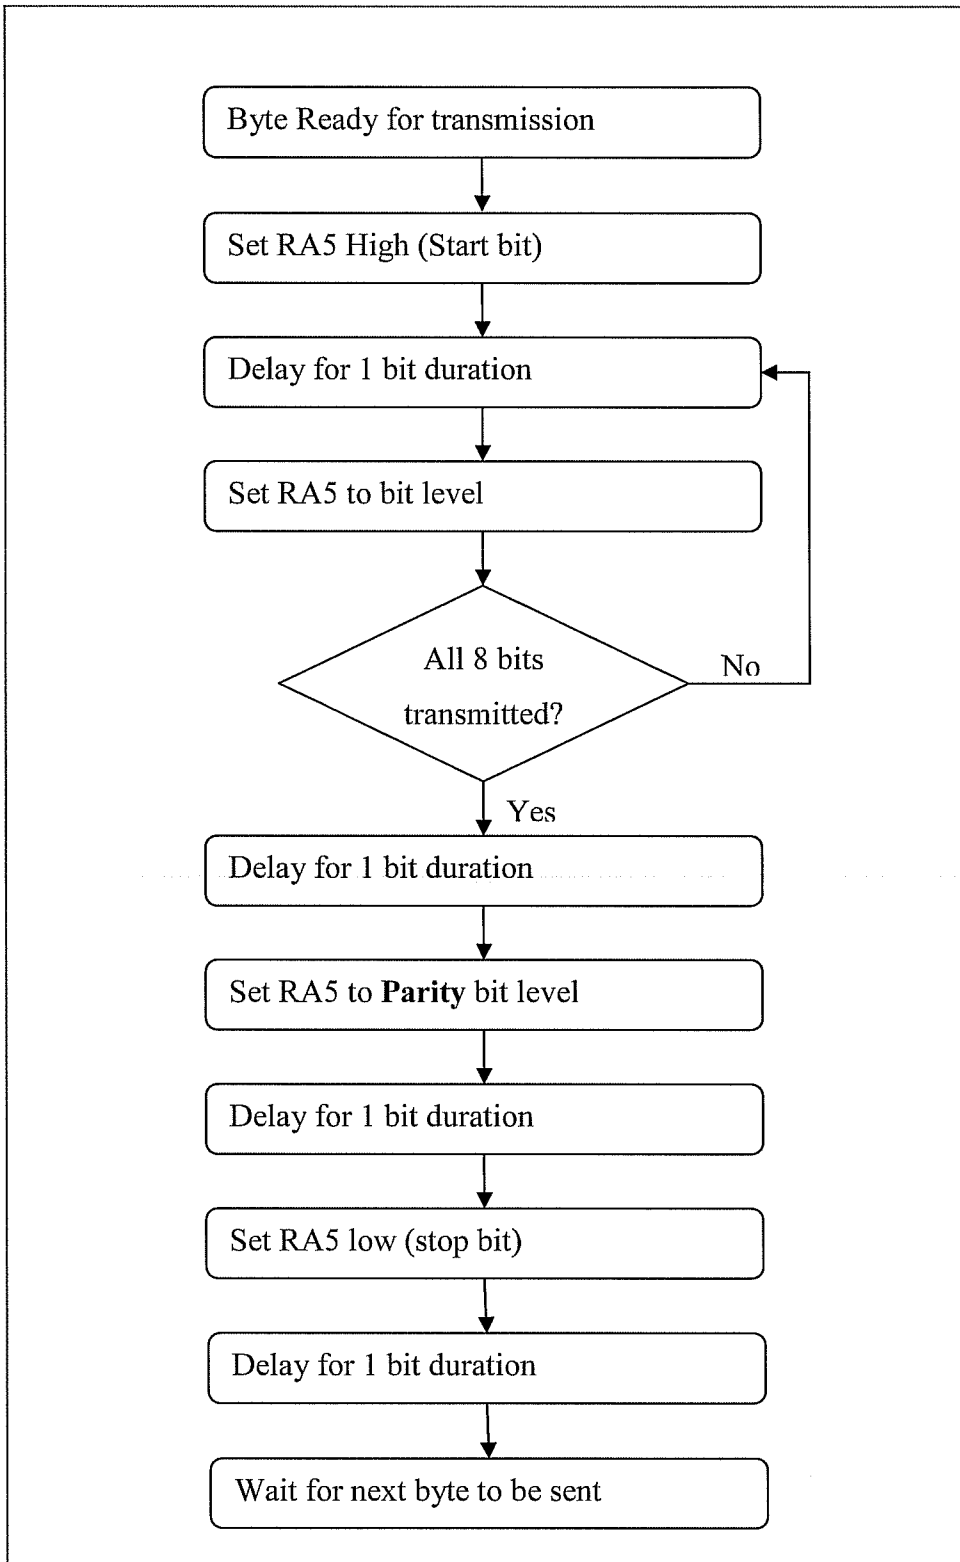 Byte Ready for transmission
Set RA5 High (Start bit)
Delay for 1 bit duration
Set RA5 to bit level
All 8 bits
transmitted?
No
Yes
Delay for 1 bit duration
Set RA5 to Parity bit level
Delay for 1 bit duration
Set RA5 low (stop bit)
Delay for 1 bit duration
Wait for next byte to be sent